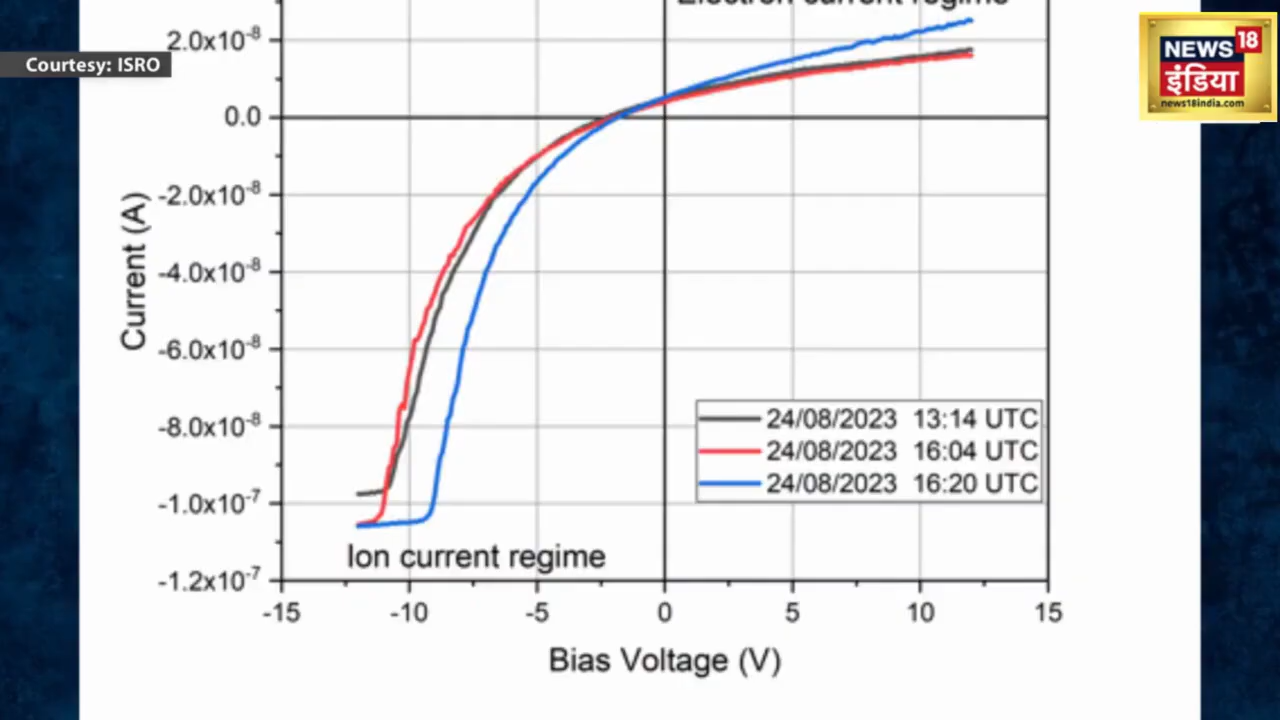 Electron current regime
NEWS 18
इंडिया
news18india.com
Courtesy: ISRO
2.0x10⁻⁸
0.0
-2.0x10⁻⁸
-4.0x10⁻⁸
-6.0x10⁻⁸
-8.0x10⁻⁸
-1.0x10⁻⁷
-1.2x10⁻⁷
Current (A)
24/08/2023 13:14 UTC
24/08/2023 16:04 UTC
24/08/2023 16:20 UTC
Ion current regime
-15 -10 -5 0 5 10 15
Bias Voltage (V)